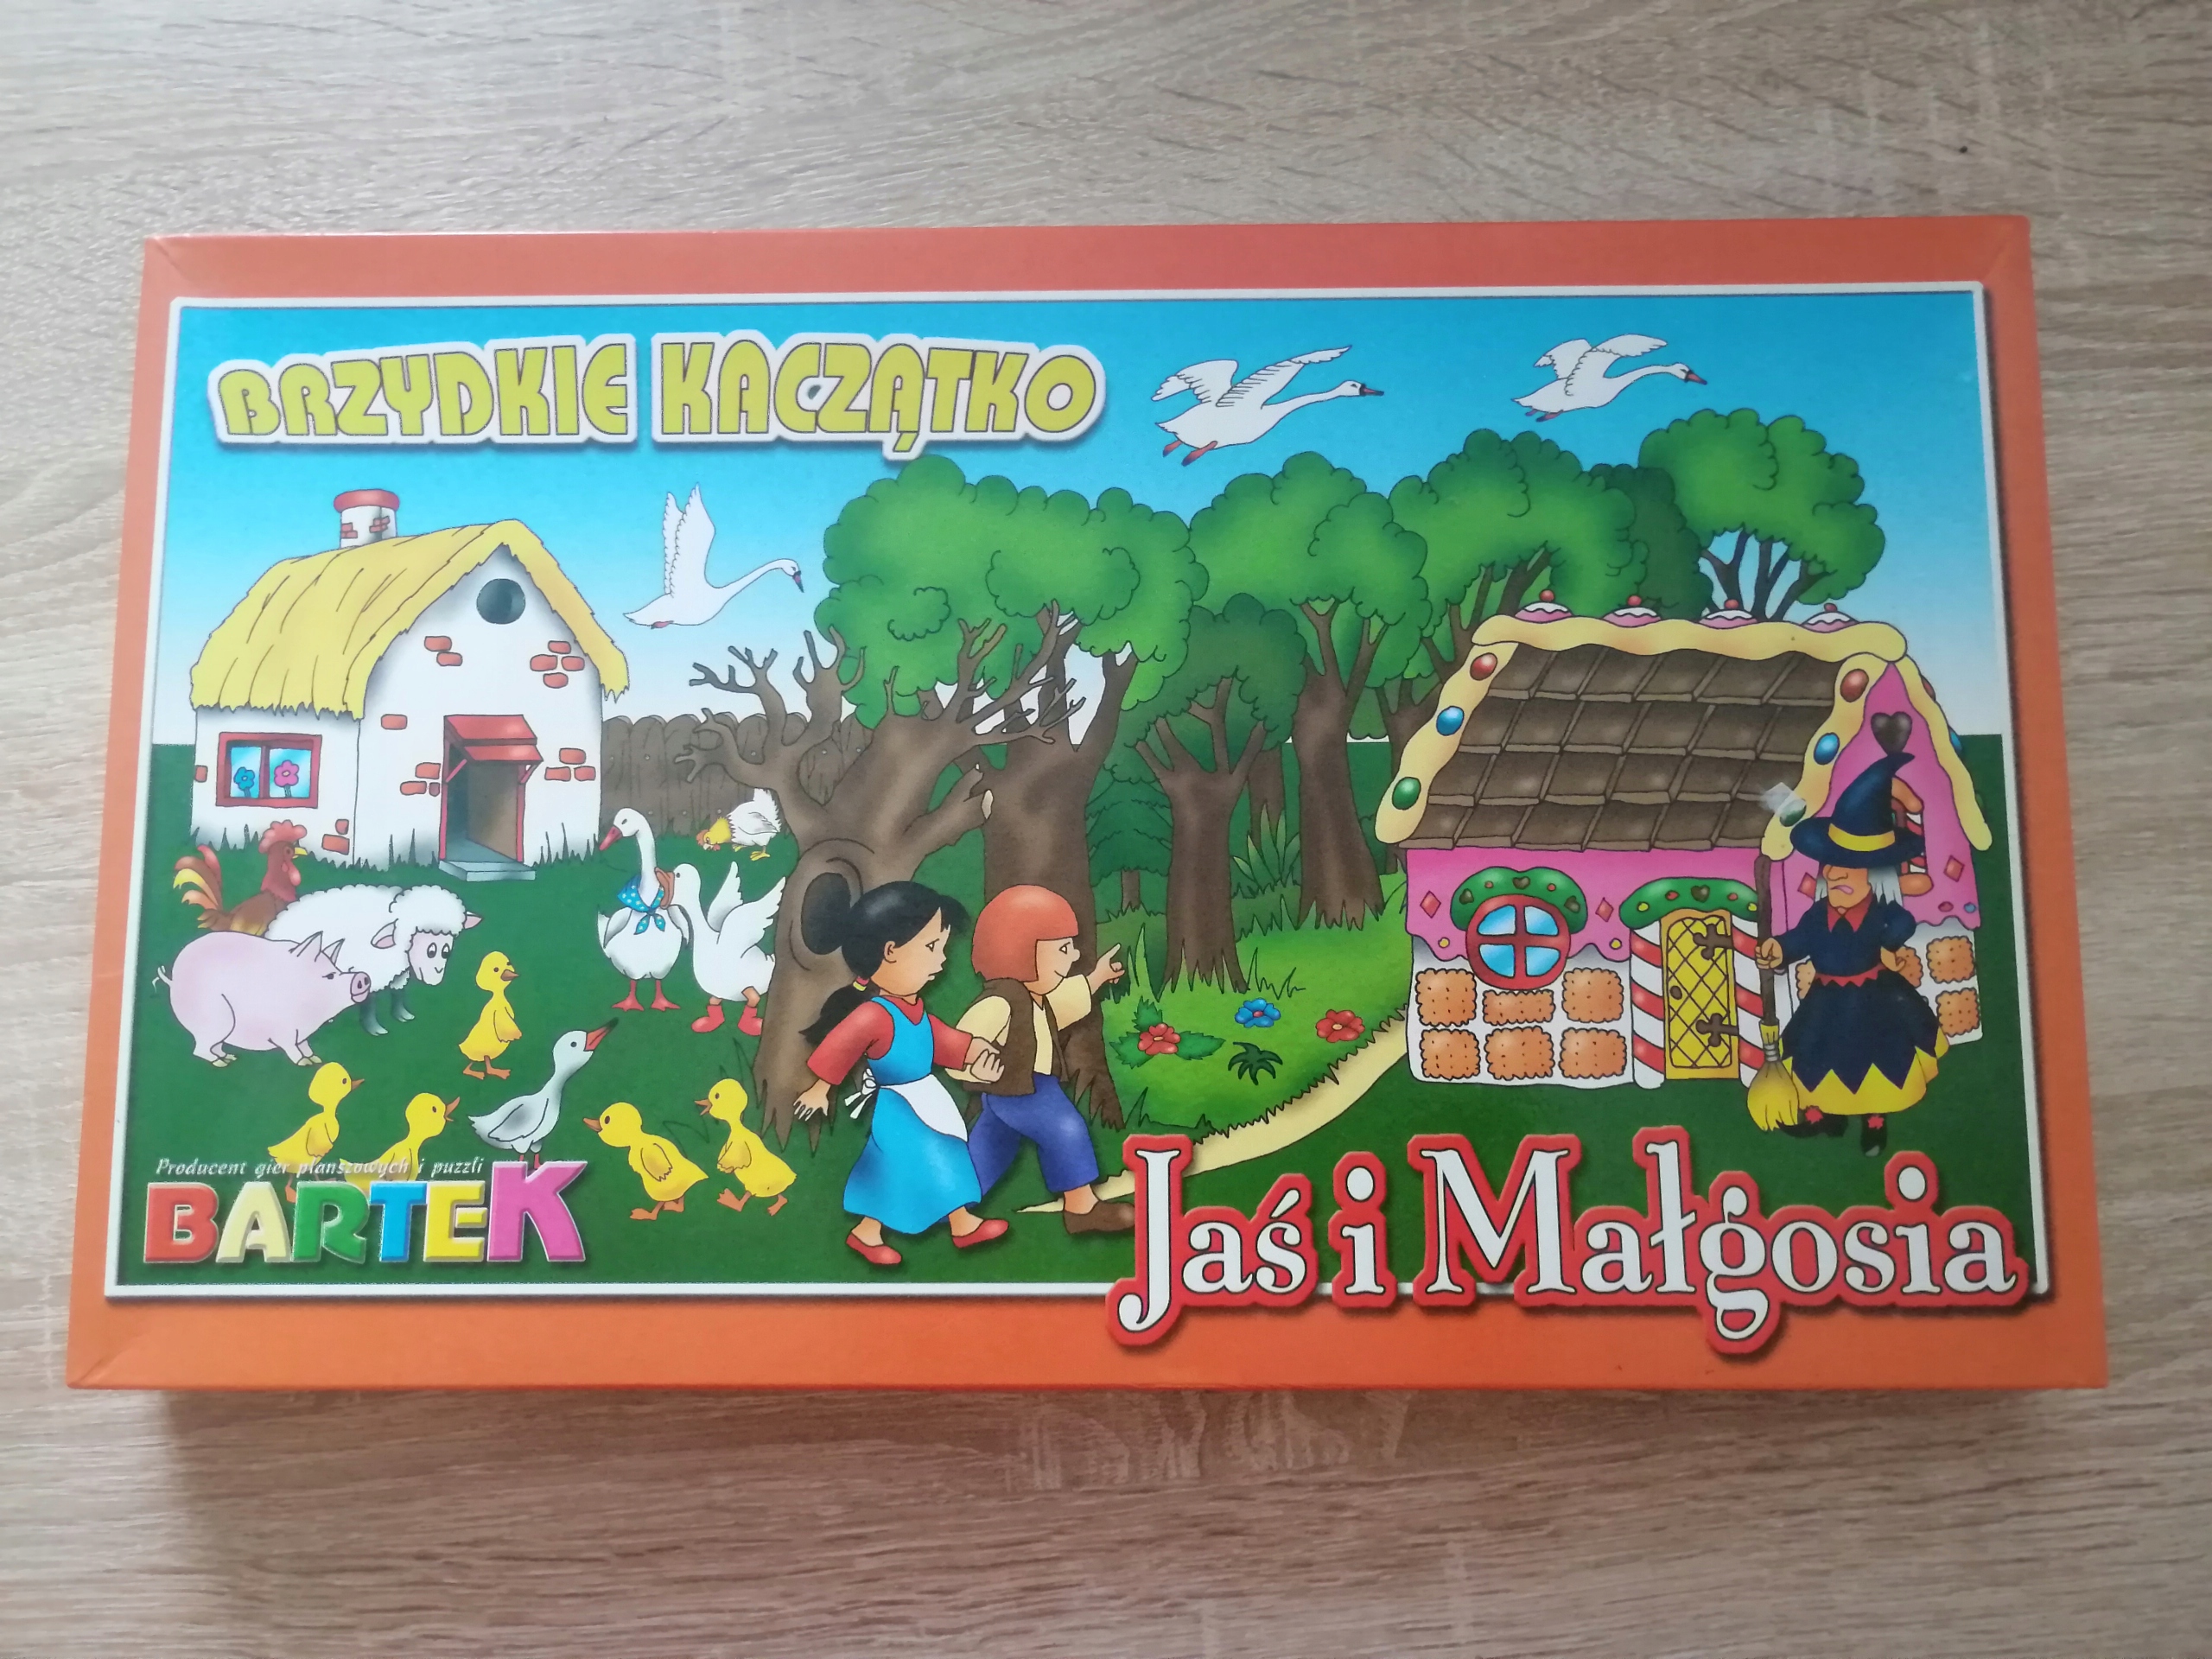 BRZYDKIE KACZĄTKO
Producent gier planszowych i puzzli
BARTEK
Jaś i Małgosia